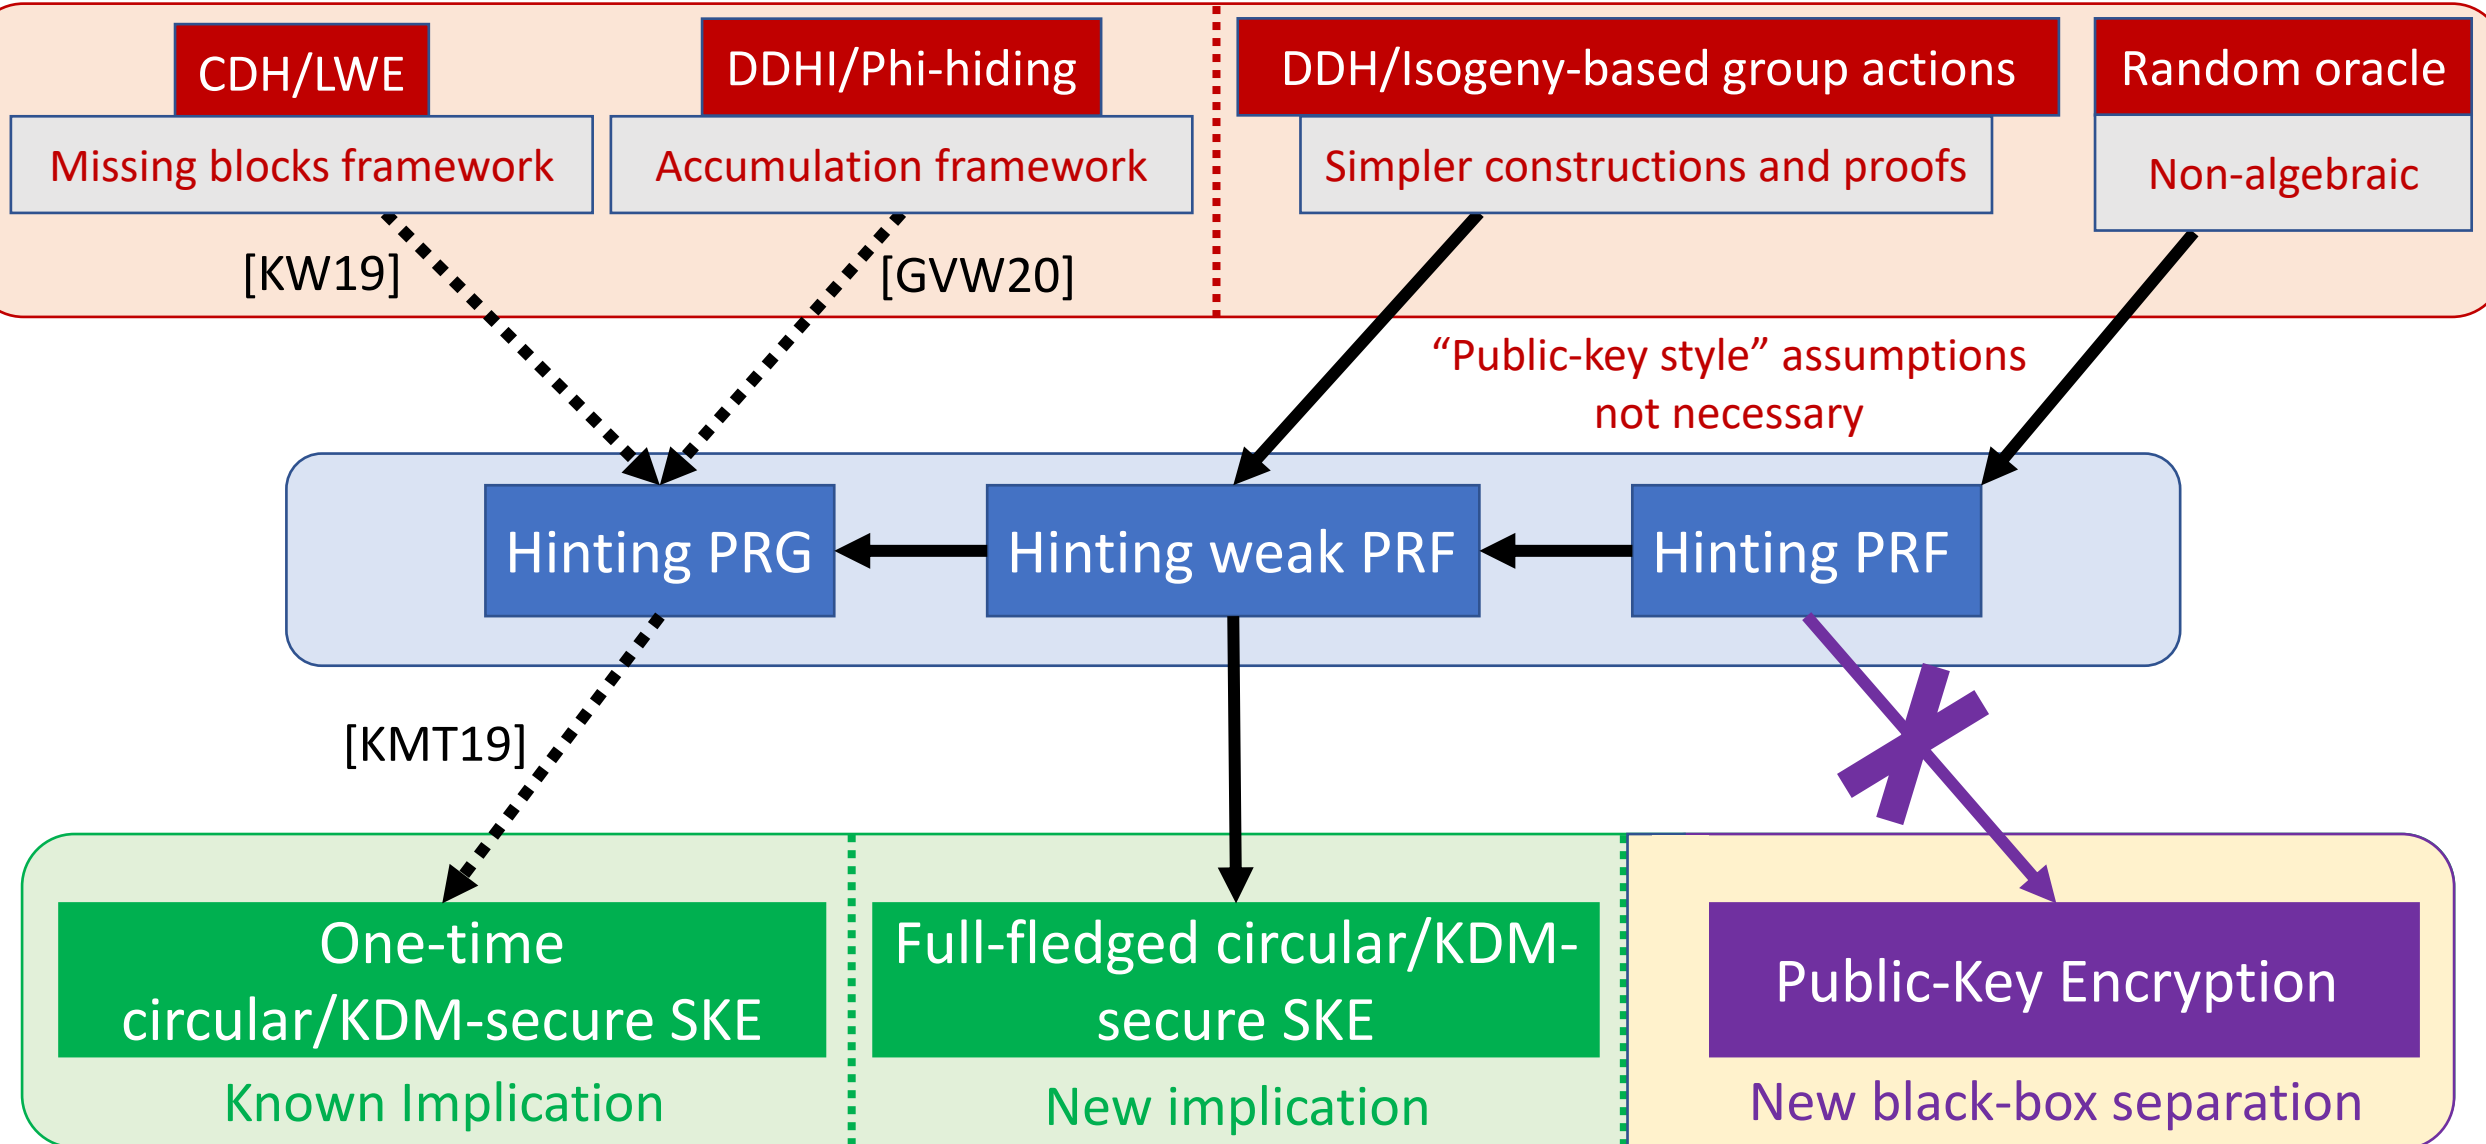 CDH/LWE
DDHI/Phi-hiding
DDH/Isogeny-based group actions
Random oracle
Missing blocks framework
Accumulation framework
Simpler constructions and proofs
Non-algebraic
[KW19]
[GVW20]
“Public-key style” assumptions
not necessary
Hinting PRG
Hinting weak PRF
Hinting PRF
[KMT19]
One-time
circular/KDM-secure SKE
Full-fledged circular/KDM-
secure SKE
Public-Key Encryption
Known Implication
New implication
New black-box separation